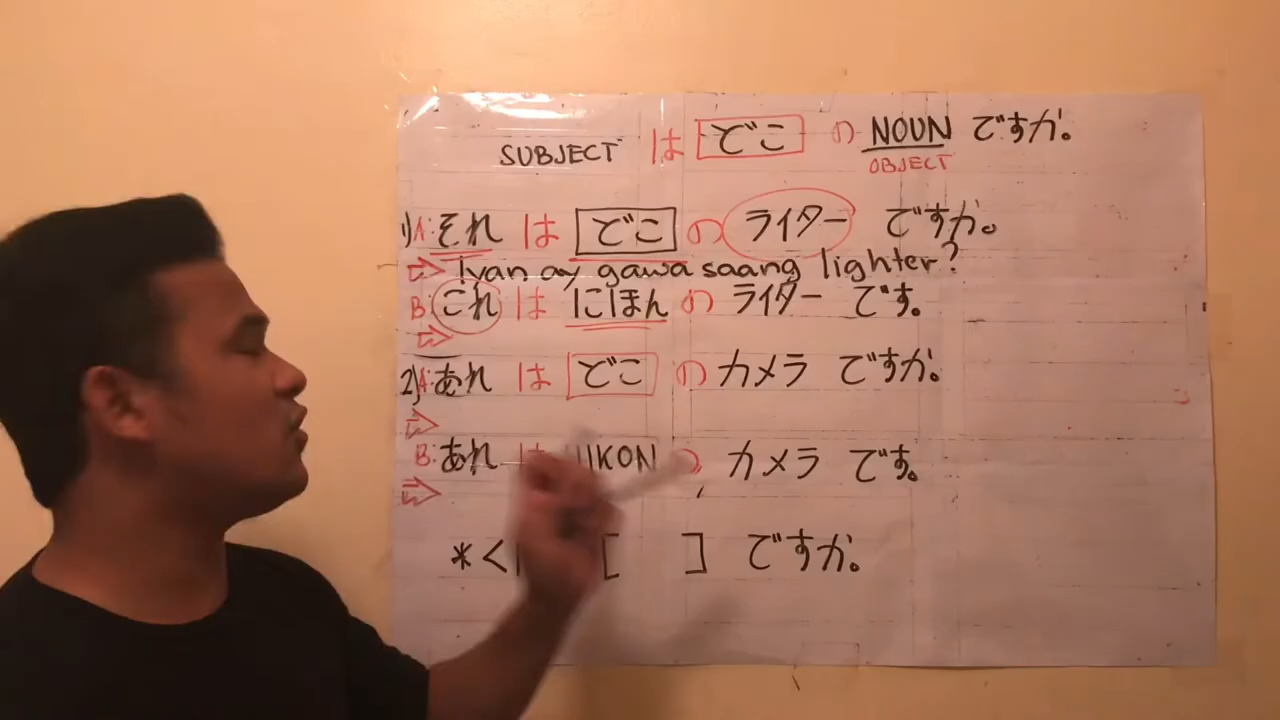 SUBJECT は どこ の NOUN ですか。
OBJECT
1) A: それ は どこ の ライター ですか。
⇒ Iyan ay gawa saang lighter?
B: これ は にほん の ライター です。
⇒
2) A: あれ は どこ の カメラ ですか。
⇒
B: あれ は の カメラ です。
⇒
* [ ] ですか。